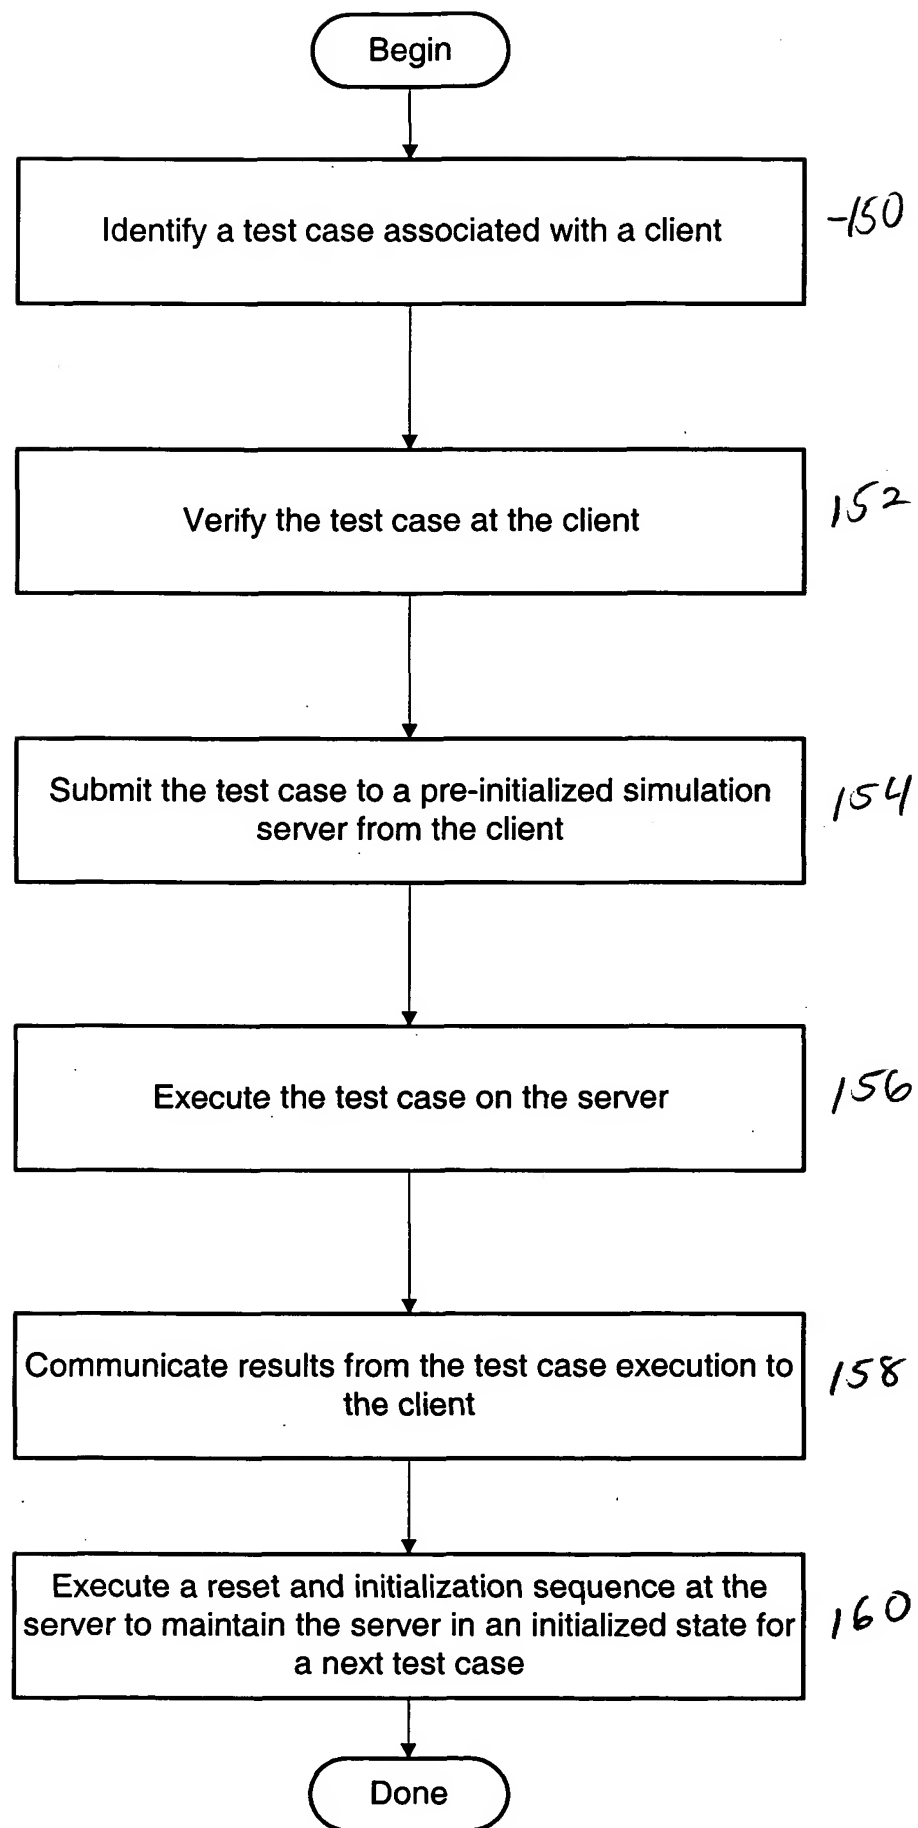 Begin
Identify a test case associated with a client
-150
Verify the test case at the client
152
Submit the test case to a pre-initialized simulation
server from the client
154
Execute the test case on the server
156
Communicate results from the test case execution to
the client
158
Execute a reset and initialization sequence at the
server to maintain the server in an initialized state for
a next test case
160
Done